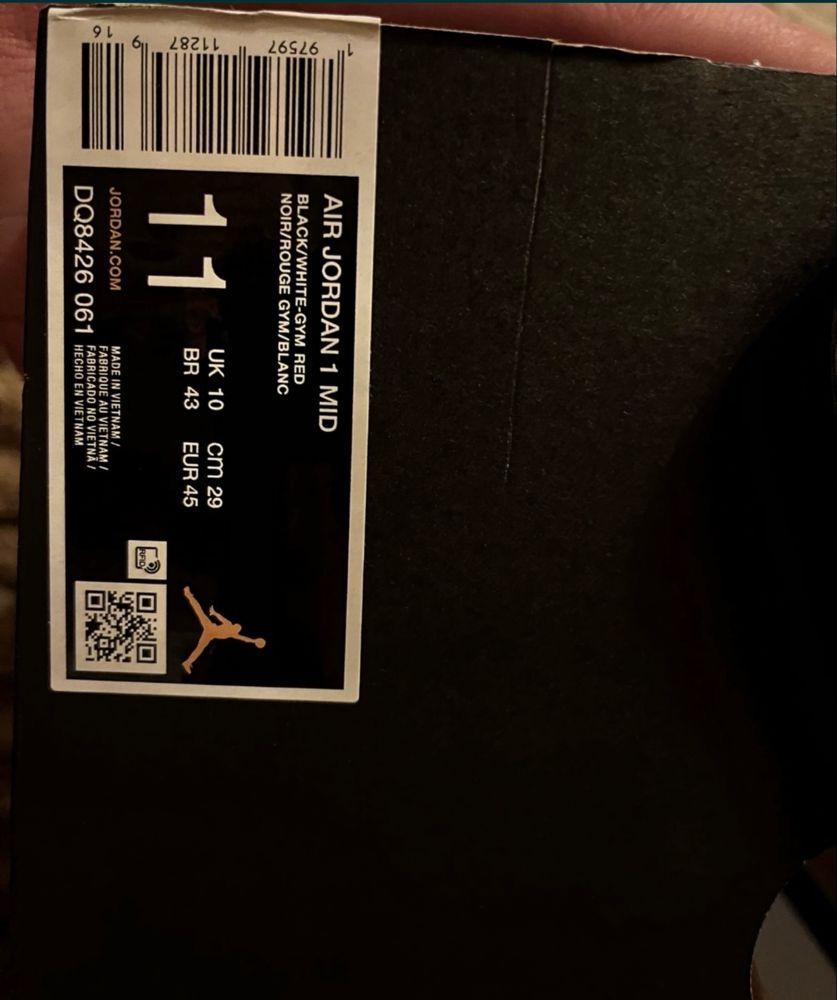 AIR JORDAN 1 MID
BLACK/WHITE-GYM RED
NOIR/ROUGE GYM/BLANC
11
UK 10 cm 29
BR 43 EUR 45
JORDAN.COM
DQ8426 061
MADE IN VIETNAM /
FABRIQUE AU VIETNAM /
FABRICADO NO VIETNÃ /
HECHO EN VIETNAM
RFID
1 97597 11287 9 16